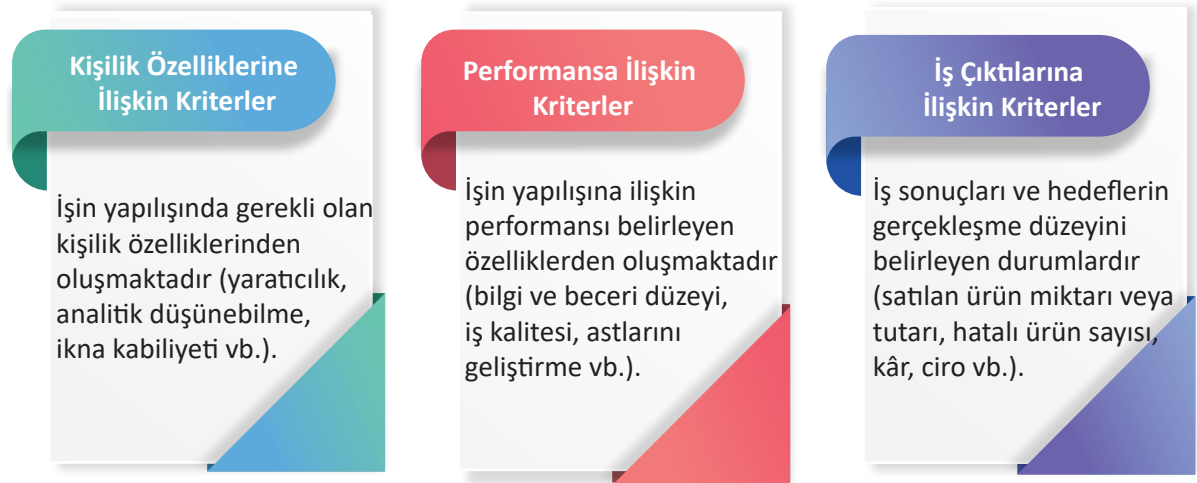 Kişilik Özelliklerine
İlişkin Kriterler
İşin yapılışında gerekli olan
kişilik özelliklerinden
oluşmaktadır (yaratıcılık,
analitik düşünebilme,
ikna kabiliyeti vb.).
Performansa İlişkin
Kriterler
İşin yapılışına ilişkin
performansı belirleyen
özelliklerden oluşmaktadır
(bilgi ve beceri düzeyi,
iş kalitesi, astlarını
geliştirme vb.).
İş Çıktılarına
İlişkin Kriterler
İş sonuçları ve hedeflerin
gerçekleşme düzeyini
belirleyen durumlardır
(satılan ürün miktarı veya
tutarı, hatalı ürün sayısı,
kâr, ciro vb.).